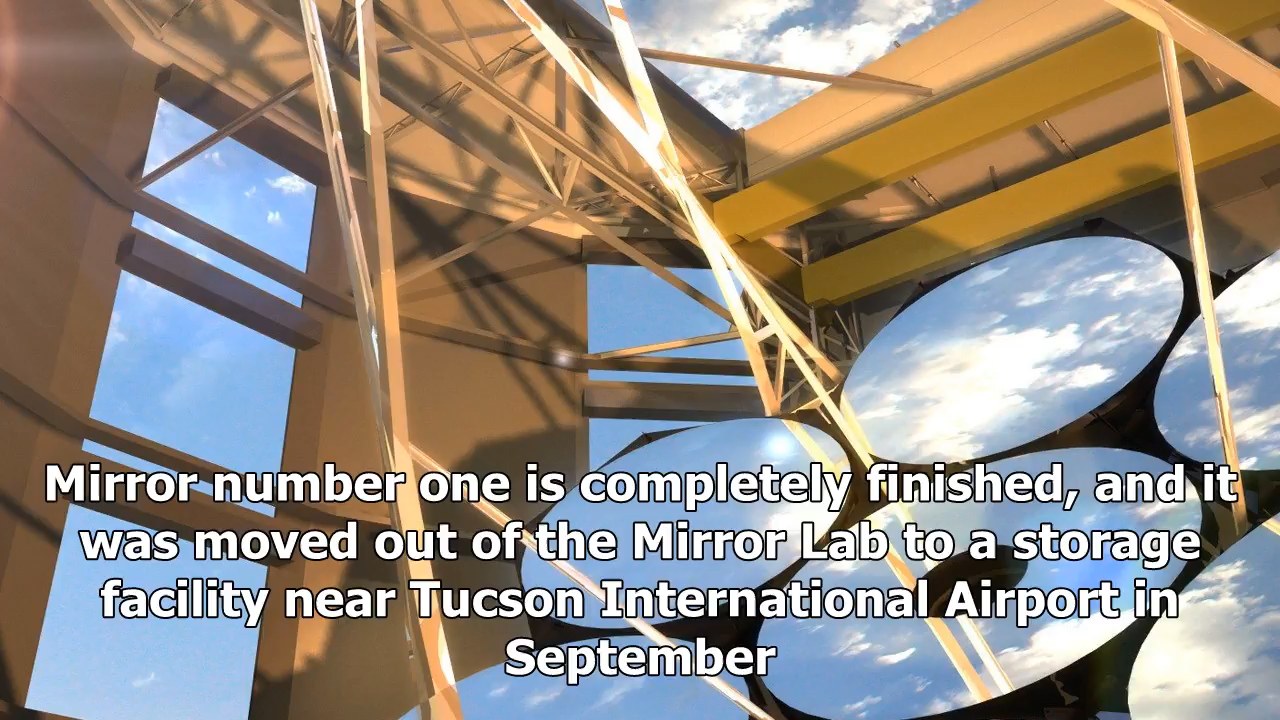 Mirror number one is completely finished, and it
was moved out of the Mirror Lab to a storage
facility near Tucson International Airport in
September